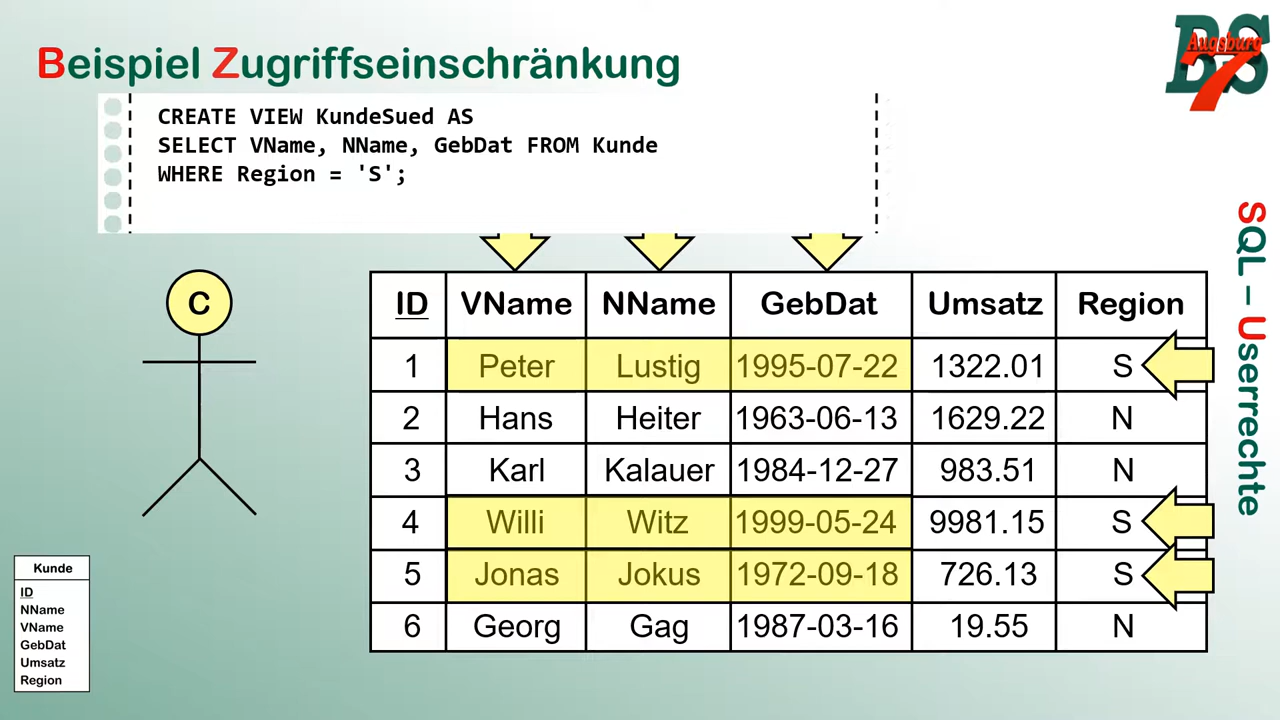 Beispiel Zugriffseinschränkung
BS
Augsburg
7
CREATE VIEW KundeSued AS
SELECT VName, NName, GebDat FROM Kunde
WHERE Region = 'S';
SQL – Userrechte
C
ID VName NName GebDat Umsatz Region
1 Peter Lustig 1995-07-22 1322.01 S
2 Hans Heiter 1963-06-13 1629.22 N
3 Karl Kalauer 1984-12-27 983.51 N
4 Willi Witz 1999-05-24 9981.15 S
5 Jonas Jokus 1972-09-18 726.13 S
6 Georg Gag 1987-03-16 19.55 N
Kunde
ID
NName
VName
GebDat
Umsatz
Region